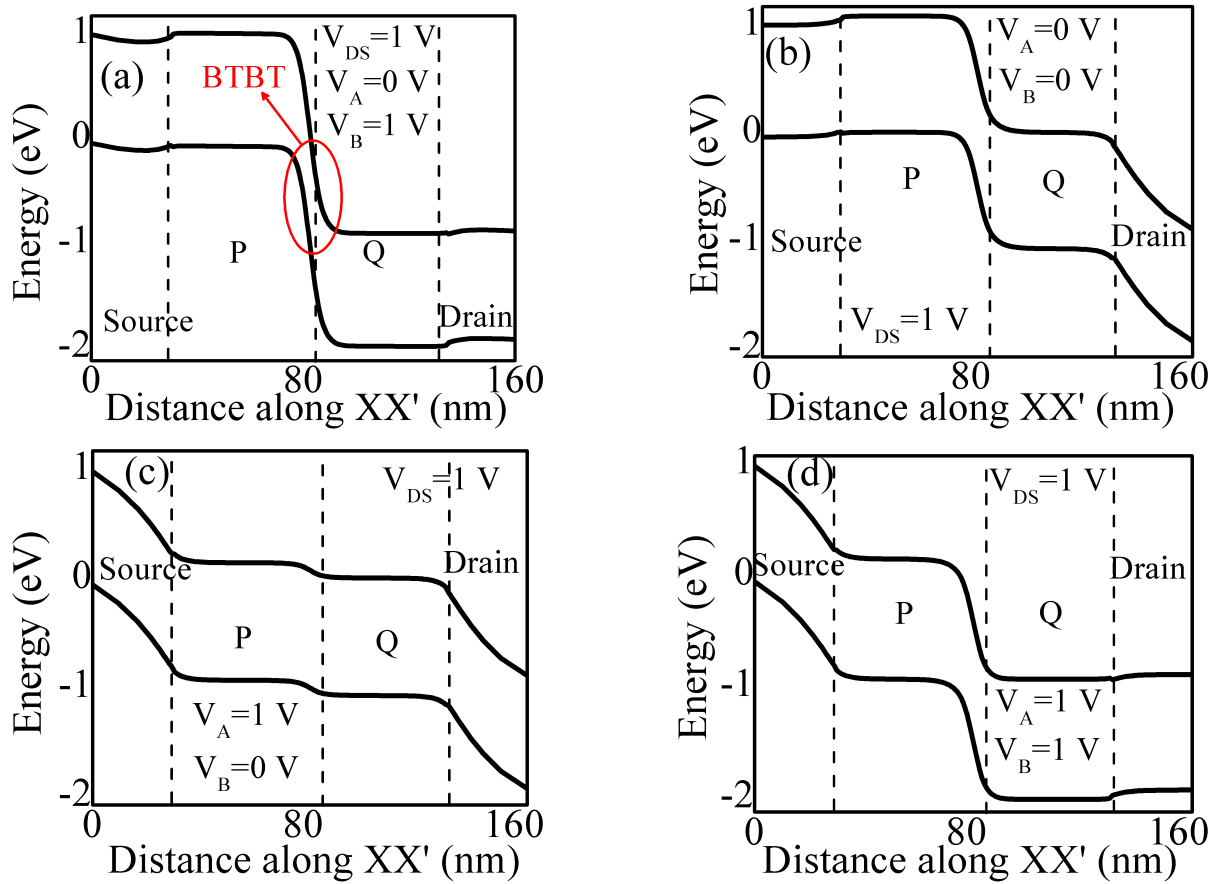 (a)
BTBT
V_DS=1 V
V_A=0 V
V_B=1 V
P
Q
Source
Drain
1
0
-1
-2
0
80
160
Energy (eV)
Distance along XX' (nm)
(b)
V_A=0 V
V_B=0 V
P
Q
Source
Drain
V_DS=1 V
1
0
-1
-2
0
80
160
Energy (eV)
Distance along XX' (nm)
(c)
V_DS=1 V
Source
Drain
P
Q
V_A=1 V
V_B=0 V
1
0
-1
-2
0
80
160
Energy (eV)
Distance along XX' (nm)
(d)
V_DS=1 V
Source
Drain
P
Q
V_A=1 V
V_B=1 V
1
0
-1
-2
0
80
160
Energy (eV)
Distance along XX' (nm)